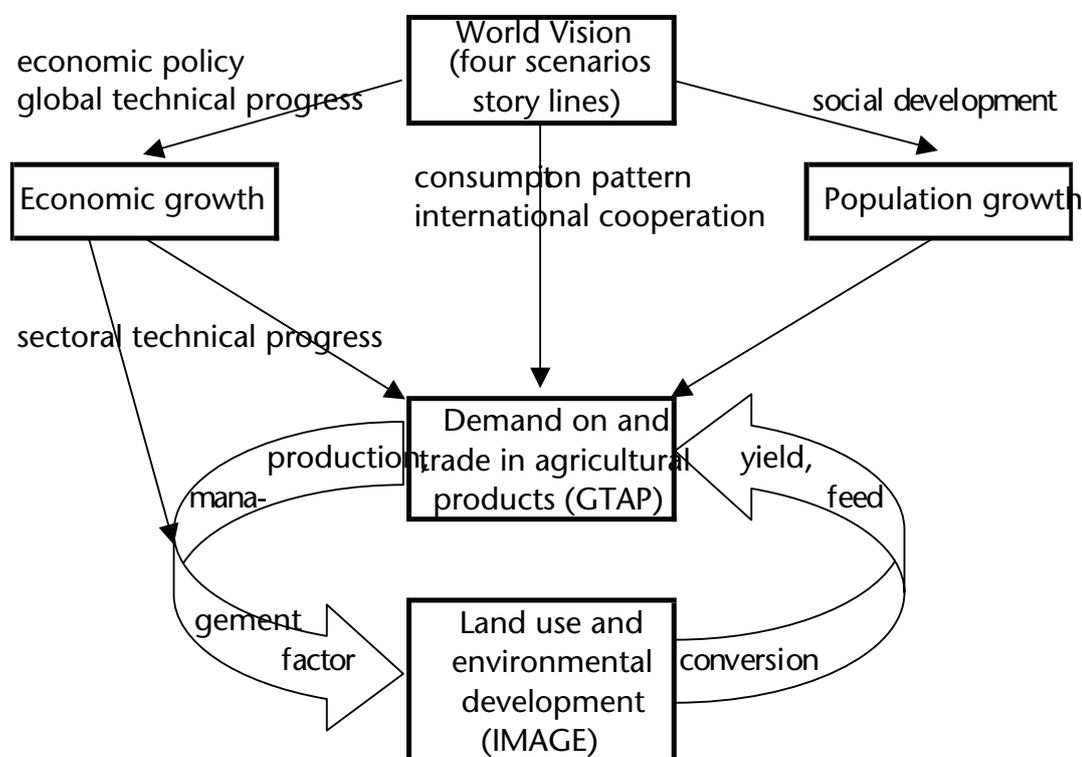 World Vision
(four scenarios
story lines)
economic policy
global technical progress
social development
Economic growth
consumption pattern
international cooperation
Population growth
sectoral technical progress
Demand on and
trade in agricultural
products (GTAP)
production,
mana-
gement
factor
yield,
feed
conversion
Land use and
environmental
development
(IMAGE)